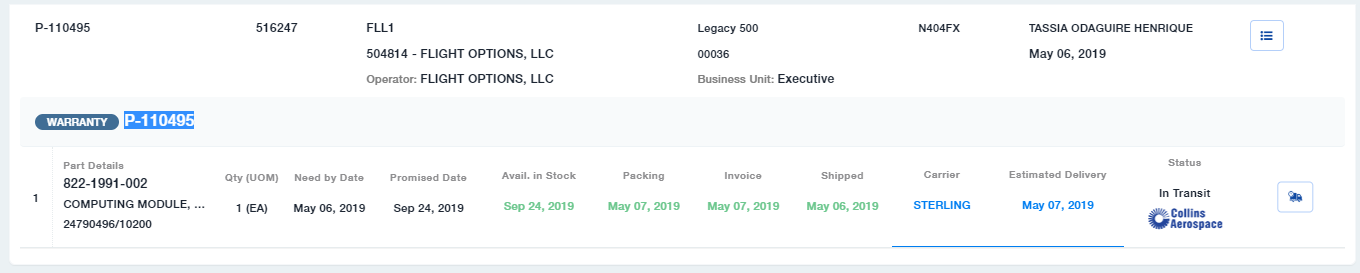 P-110495 516247 FLL1 Legacy 500 N404FX TASSIA ODAGUIRE HENRIQUE
504814 - FLIGHT OPTIONS, LLC 00036 May 06, 2019
Operator: FLIGHT OPTIONS, LLC Business Unit: Executive
WARRANTY P-110495
Part Details Qty (UOM) Need by Date Promised Date Avail. in Stock Packing Invoice Shipped Carrier Estimated Delivery Status
822-1991-002
1 COMPUTING MODULE, ... 1 (EA) May 06, 2019 Sep 24, 2019 Sep 24, 2019 May 07, 2019 May 07, 2019 May 06, 2019 STERLING May 07, 2019 In Transit
24790496/10200 Collins
Aerospace